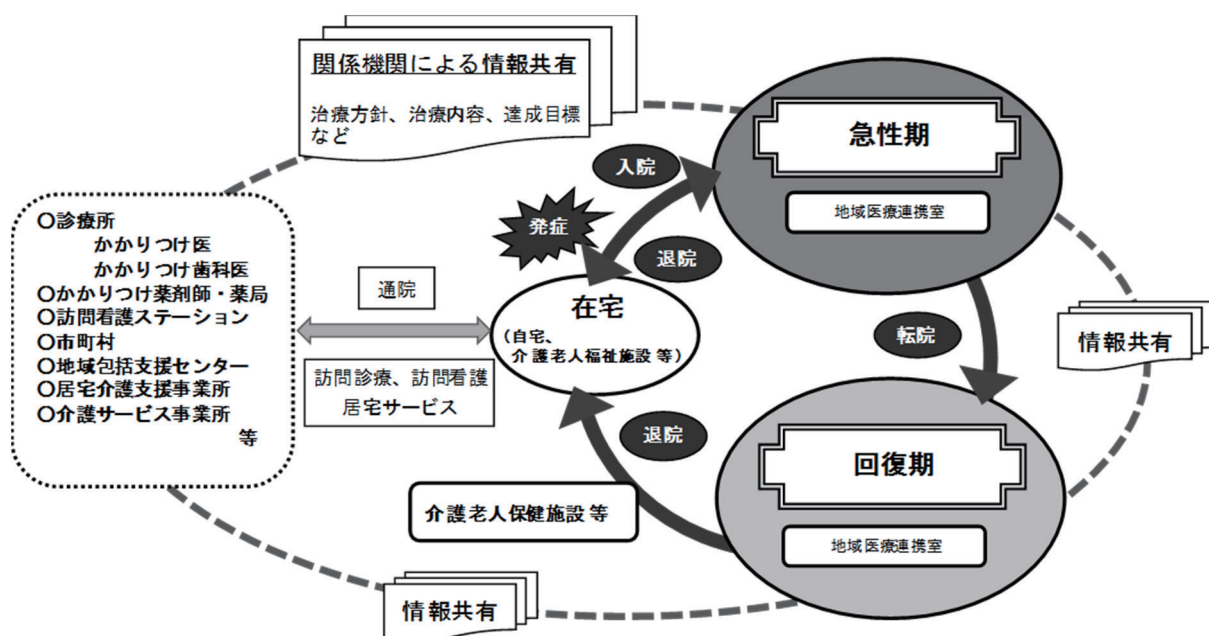 関係機関による情報共有
治療方針、治療内容、達成目標
など
急性期
地域医療連携室
入院
発症
退院
〇診療所
かかりつけ医
かかりつけ歯科医
〇かかりつけ薬剤師・薬局
〇訪問看護ステーション
〇市町村
〇地域包括支援センター
〇居宅介護支援事業所
〇介護サービス事業所
等
通院
訪問診療、訪問看護
居宅サービス
在宅
(自宅、
介護老人福祉施設等)
転院
情報共有
退院
回復期
地域医療連携室
介護老人保健施設等
情報共有